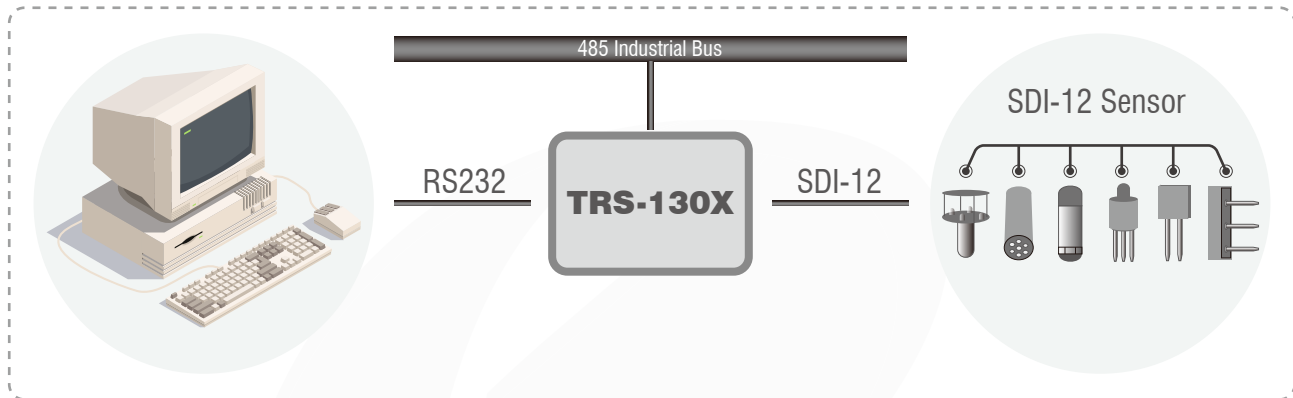 485 Industrial Bus
SDI-12 Sensor
RS232
TRS-130X
SDI-12